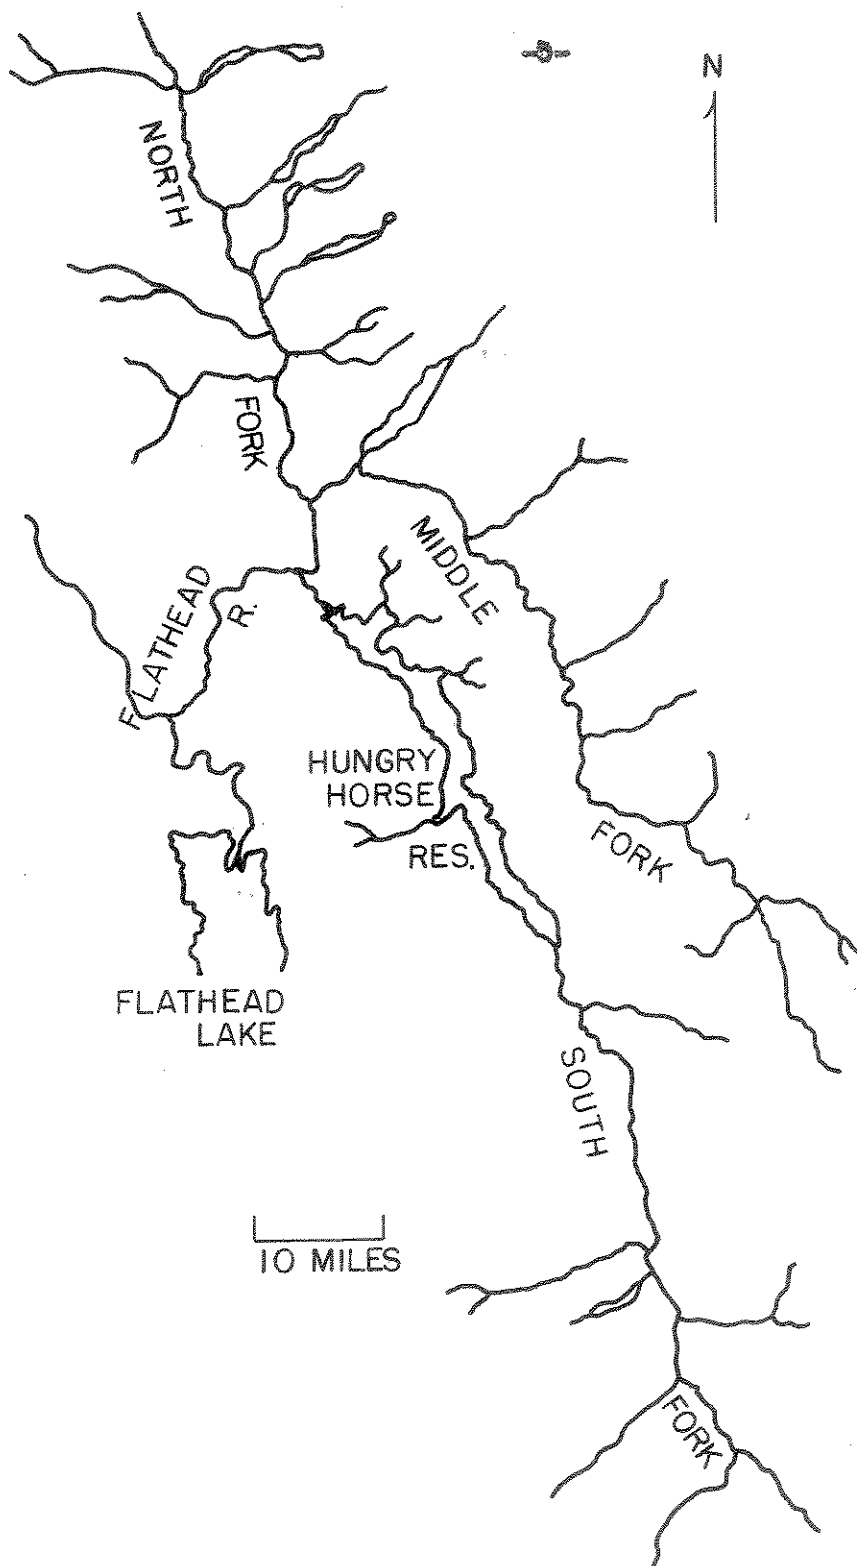 N
NORTH
FORK
MIDDLE
FORK
FLATHEAD
R.
HUNGRY
HORSE
RES.
FLATHEAD
LAKE
SOUTH
FORK
10 MILES